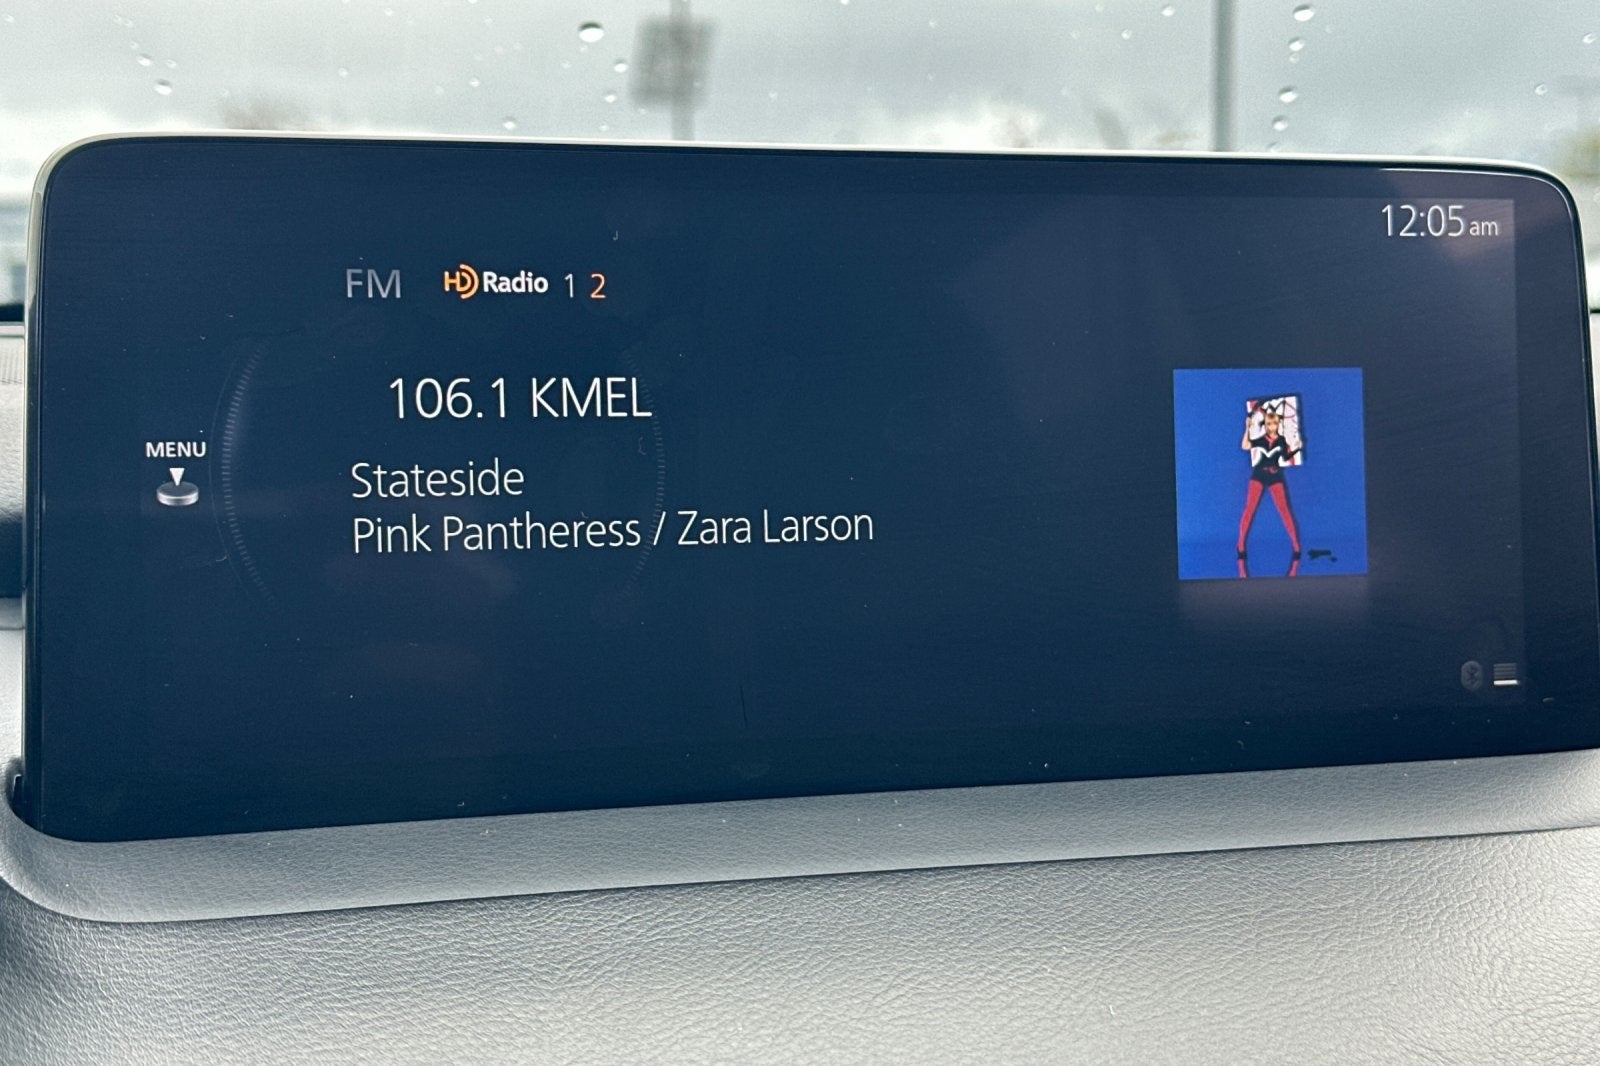 12:05am
FM HD Radio 1 2
106.1 KMEL
MENU
Stateside
Pink Pantheress / Zara Larson